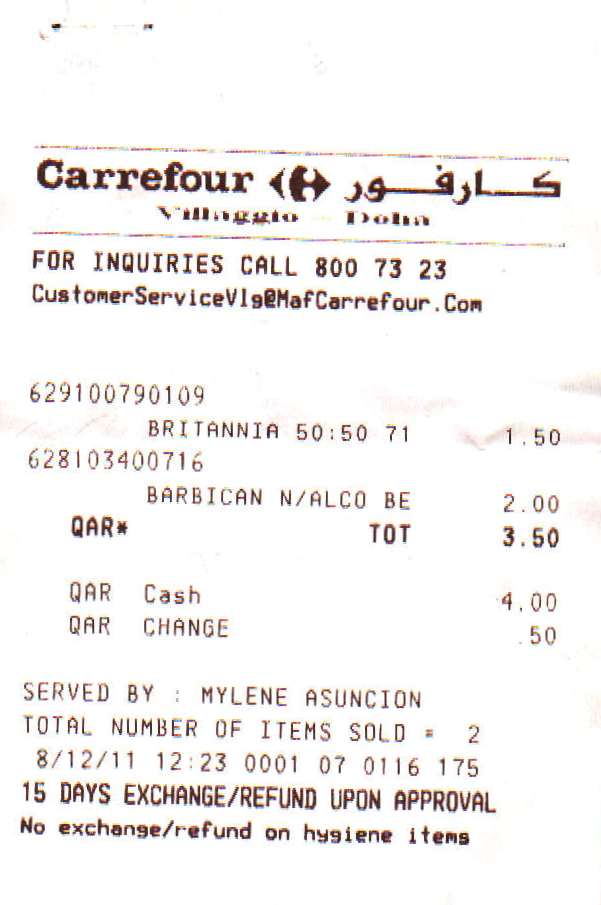 Carrefour كارفور
Villaggio - Doha
FOR INQUIRIES CALL 800 73 23
CustomerServiceVlg@MafCarrefour.Com
629100790109
BRITANNIA 50:50 71 1.50
628103400716
BARBICAN N/ALCO BE 2.00
QAR* TOT 3.50
QAR Cash 4.00
QAR CHANGE .50
SERVED BY : MYLENE ASUNCION
TOTAL NUMBER OF ITEMS SOLD = 2
8/12/11 12:23 0001 07 0116 175
15 DAYS EXCHANGE/REFUND UPON APPROVAL
No exchange/refund on hygiene items